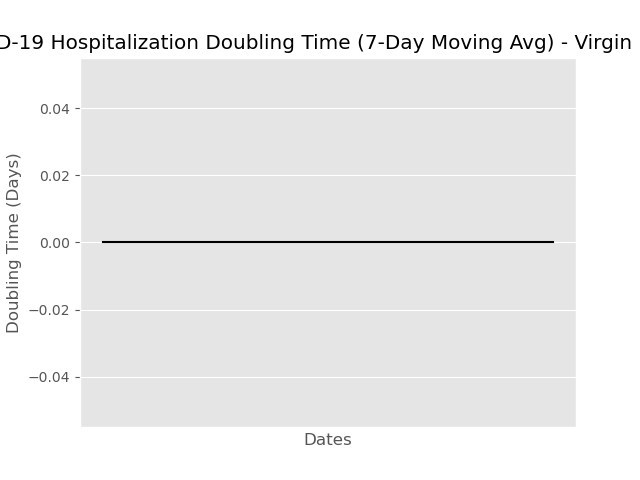 D-19 Hospitalization Doubling Time (7-Day Moving Avg) - Virgin
0.04
0.02
0.00
−0.02
−0.04
Doubling Time (Days)
Dates